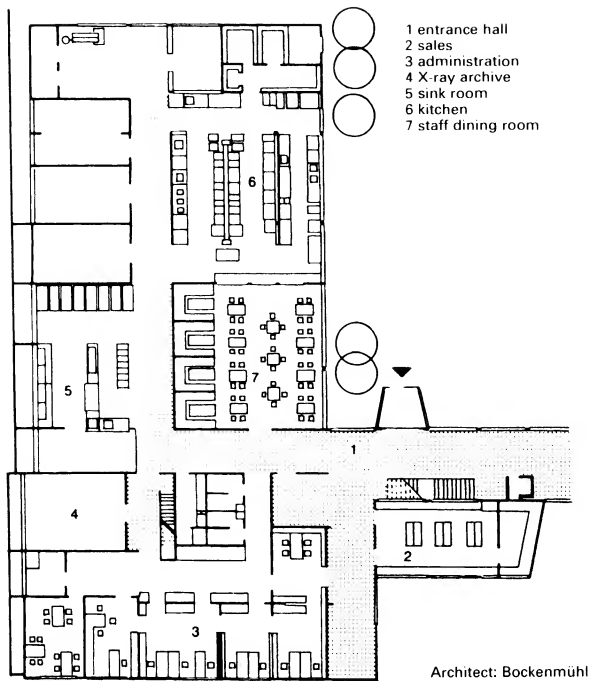 1 entrance hall
2 sales
3 administration
4 X-ray archive
5 sink room
6 kitchen
7 staff dining room
6
7
5
1
4
2
3
Architect: Bockenmühl